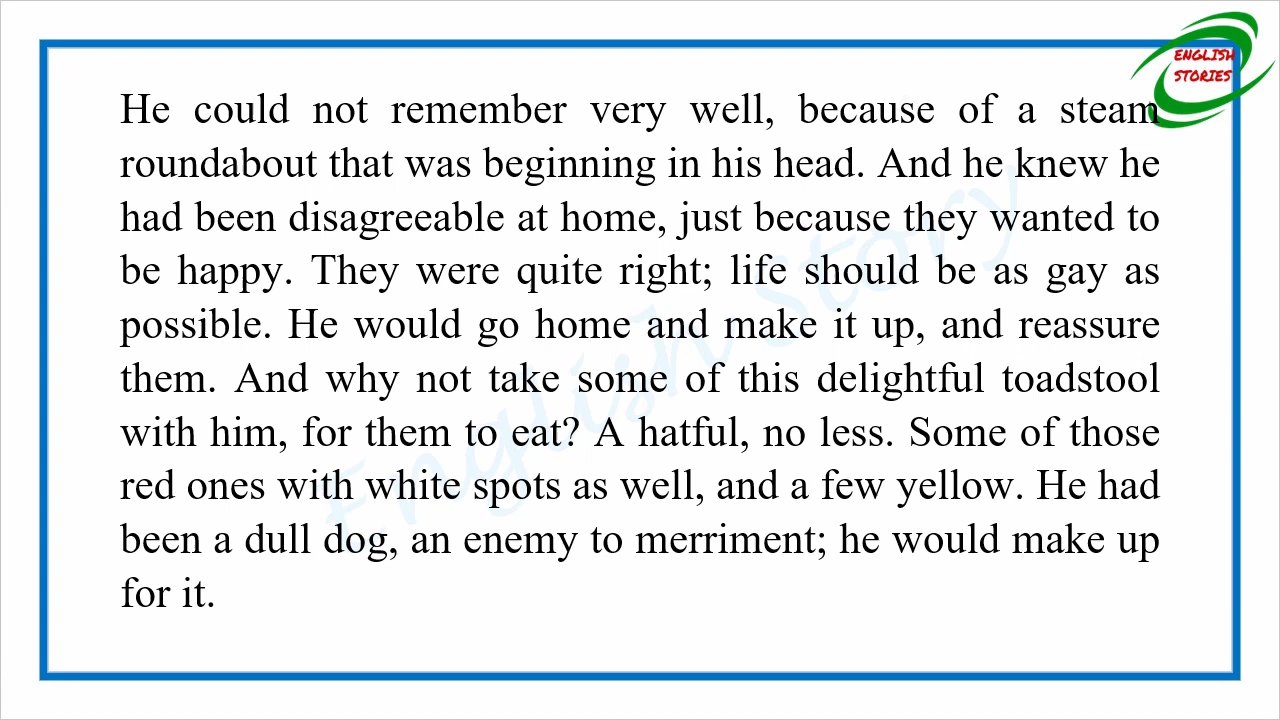 ENGLISH
STORIES
He could not remember very well, because of a steam
roundabout that was beginning in his head. And he knew he
had been disagreeable at home, just because they wanted to
be happy. They were quite right; life should be as gay as
possible. He would go home and make it up, and reassure
them. And why not take some of this delightful toadstool
with him, for them to eat? A hatful, no less. Some of those
red ones with white spots as well, and a few yellow. He had
been a dull dog, an enemy to merriment; he would make up
for it.
English Story